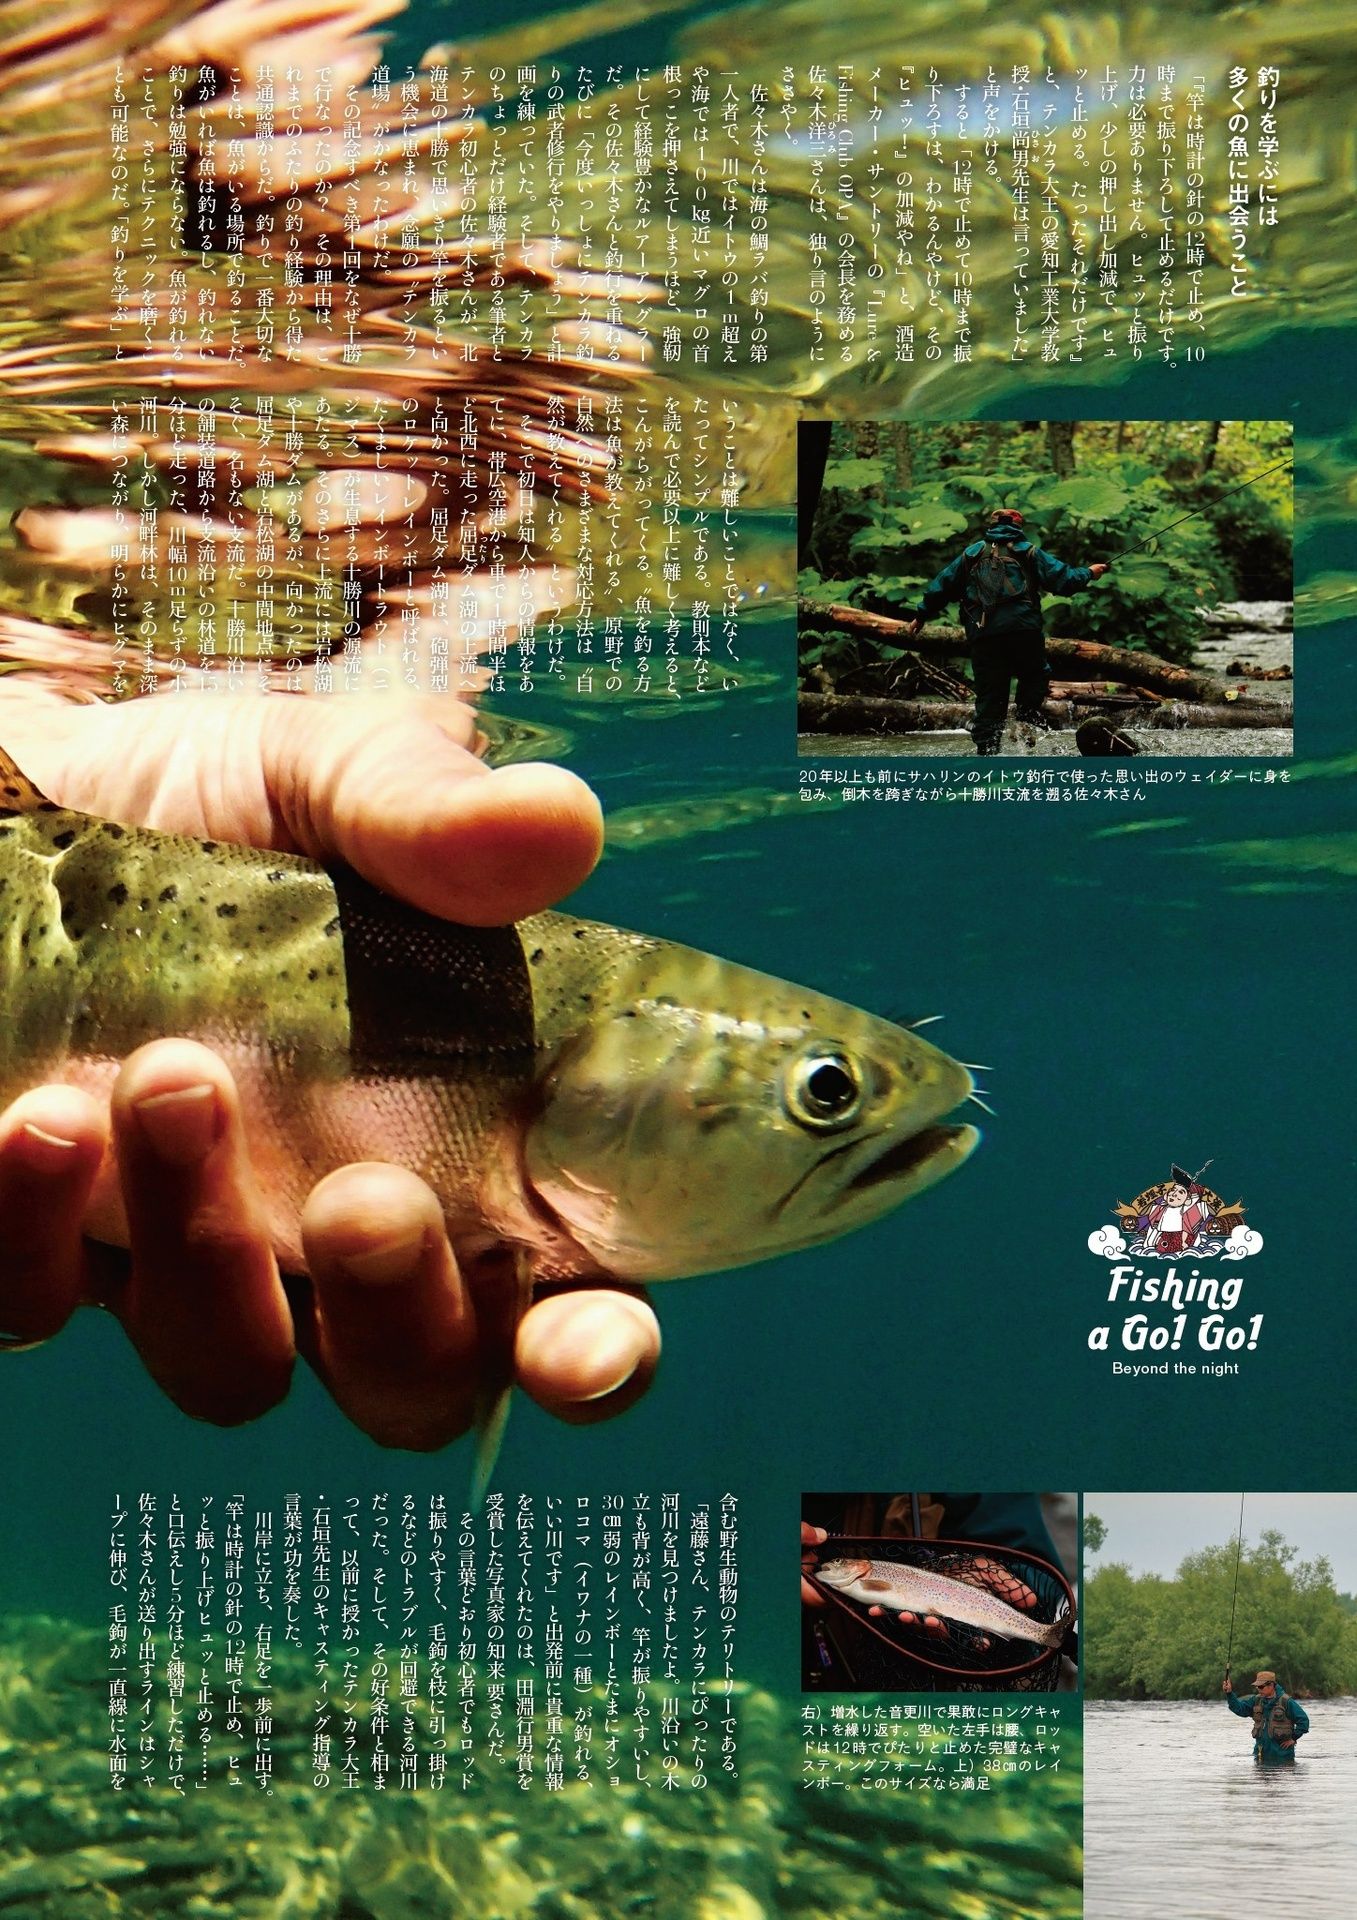 釣りを学ぶには
多くの魚に出会うこと
『竿は時計の針の12時で止め、10
時まで振り下ろして止めるだけです。
力は必要ありません。ヒュッと振り
上げ、少しの押し出し加減で、ヒュ
ッと止める。たったそれだけです』
と、テンカラ大王の愛知工業大学教
授・石垣尚男先生は言っていました」
と声をかける。
すると「12時で止めて10時まで振
り下ろすは、わかるんやけど、その
『ヒュッ！』の加減やね」と、酒造
メーカー・サントリーの『Lure &
Fishing Club OPA』の会長を務める
佐々木洋三さんは、独り言のように
ささやく。
佐々木さんは海の鯛ラバ釣りの第
一人者で、川ではイトウの1m超え
や海では100kg近いマグロの首
根っこを押さえてしまうほど、強靭
にして経験豊かなルアーアングラー
だ。その佐々木さんと釣行を重ねる
たびに「今度いっしょにテンカラ釣
りの武者修行をやりましょう」と計
画を練っていた。そして、テンカラ
のちょっとだけ経験者である筆者と
テンカラ初心者の佐々木さんが、北
海道の十勝で思いきり竿を振るとい
う機会に恵まれ、念願の〝テンカラ
道場〟がかなったわけだ。
その記念すべき第1回をなぜ十勝
で行なったのか？　その理由は、こ
れまでのふたりの釣り経験から得た
共通認識からだ。釣りで一番大切な
ことは、魚がいる場所で釣ることだ。
魚がいれば魚は釣れるし、釣れない
釣りは勉強にならない。魚が釣れる
ことで、さらにテクニックを磨くこ
とも可能なのだ。「釣りを学ぶ」と
いうことは難しいことではなく、い
たってシンプルである。教則本など
を読んで必要以上に難しく考えると、
こんがらがってくる。〝魚を釣る方
法は魚が教えてくれる〟、原野での
自然へのさまざまな対応方法は〝自
然が教えてくれる〟というわけだ。
そこで初日は知人からの情報をあ
てに、帯広空港から車で1時間半ほ
ど北西に走った屈足ダム湖の上流へ
と向かった。屈足ダム湖は、砲弾型
のロケットレインボーと呼ばれる、
たくましいレインボートラウト（ニ
ジマス）が生息する十勝川の源流に
あたる。そのさらに上流には岩松湖
や十勝ダムがあるが、向かったのは
屈足ダム湖と岩松湖の中間地点にそ
そぐ、名もない支流だ。十勝川沿い
の舗装道路から支流沿いの林道を15
分ほど走った、川幅10m足らずの小
河川。しかし河畔林は、そのまま深
い森につながり、明らかにヒグマを
20年以上も前にサハリンのイトウ釣行で使った思い出のウェイダーに身を
包み、倒木を跨ぎながら十勝川支流を遡る佐々木さん
Fishing
a Go! Go!
Beyond the night
含む野生動物のテリトリーである。
「遠藤さん、テンカラにぴったりの
河川を見つけましたよ。川沿いの木
立も背が高く、竿が振りやすいし、
30cm弱のレインボーとたまにオショ
ロコマ（イワナの一種）が釣れる、
いい川です」と出発前に貴重な情報
を伝えてくれたのは、田淵行男賞を
受賞した写真家の知来 要さんだ。
その言葉どおり初心者でもロッド
は振りやすく、毛鉤を枝に引っ掛け
るなどのトラブルが回避できる河川
だった。そして、その好条件と相ま
って、以前に授かったテンカラ大王
・石垣先生のキャスティング指導の
言葉が功を奏した。
川岸に立ち、右足を一歩前に出す。
「竿は時計の針の12時で止め、ヒュ
ッと振り上げヒュッと止める……」
と口伝えし5分ほど練習しただけで、
佐々木さんが送り出すラインはシャ
ープに伸び、毛鉤が一直線に水面を
右）増水した音更川で果敢にロングキャ
ストを繰り返す。空いた左手は腰、ロッ
ドは12時でぴたりと止めた完璧なキャ
スティングフォーム。上）38cmのレイ
ンボー。このサイズなら満足